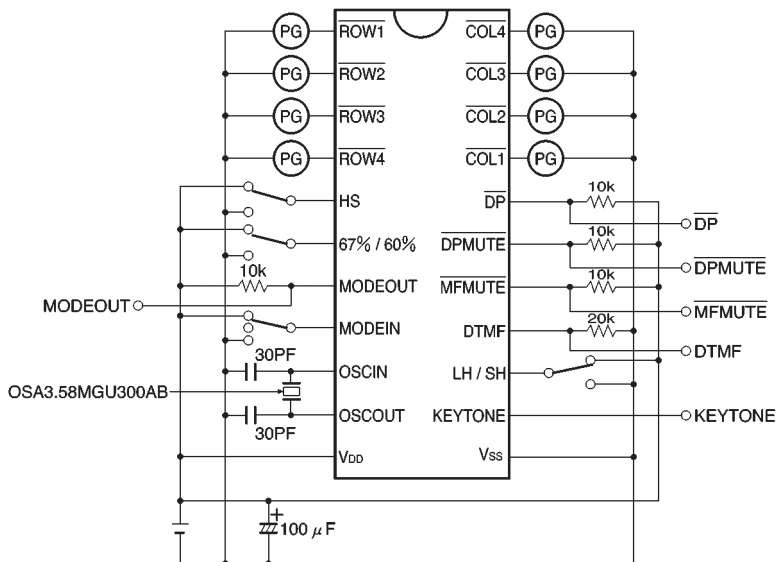 PG ROW1 COL4 PG
PG ROW2 COL3 PG
PG ROW3 COL2 PG
PG ROW4 COL1 PG
HS DP 10k
DP
67% / 60% DPMUTE 10k
DPMUTE
10k MODEOUT MFMUTE 10k
MODEOUT
MFMUTE
MODEIN DTMF 20k
DTMF
30PF OSCIN LH / SH
OSA3.58MGU300AB
30PF OSCOUT KEYTONE KEYTONE
VDD VSS
+
100 μF